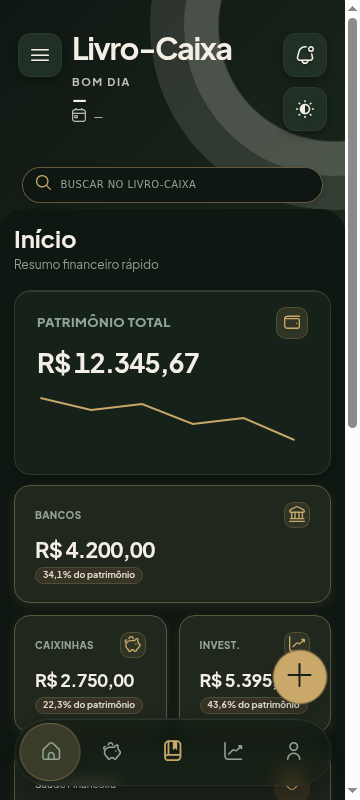 Livro-Caixa
BOM DIA
—
—
BUSCAR NO LIVRO-CAIXA
Início
Resumo financeiro rápido
PATRIMÔNIO TOTAL
R$ 12.345,67
BANCOS
R$ 4.200,00
34,1% do patrimônio
CAIXINHAS
R$ 2.750,00
22,3% do patrimônio
INVEST.
R$ 5.395
43,6% do patrimônio